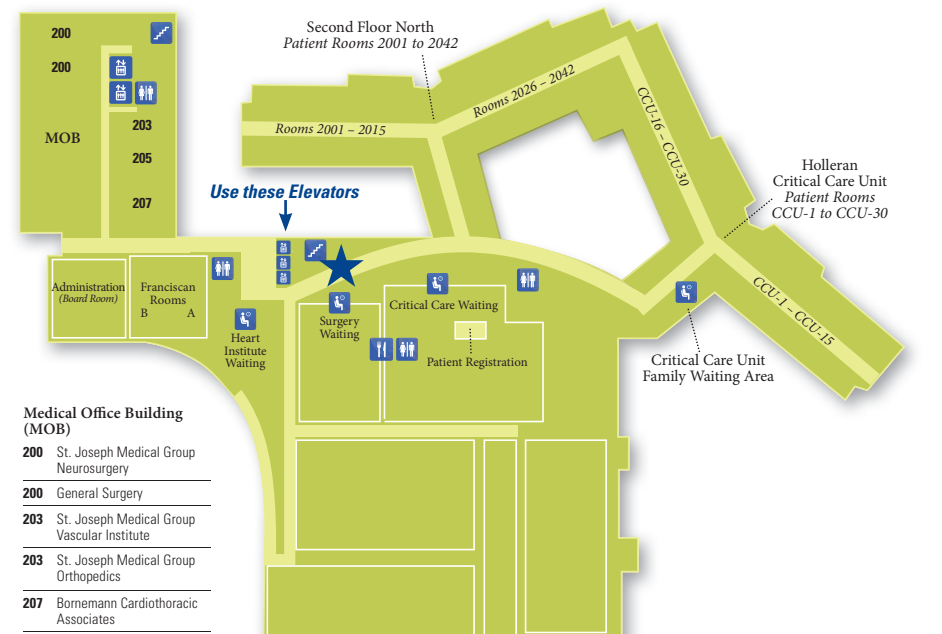 200
200
MOB
203
205
207
Second Floor North
Patient Rooms 2001 to 2042
Rooms 2001 – 2015
Rooms 2026 – 2042
CCU-16 – CCU-30
Holleran
Critical Care Unit
Patient Rooms
CCU-1 to CCU-30
CCU-1 – CCU-15
Use these Elevators
Administration
(Board Room)
Franciscan
Rooms
B A
Heart
Institute
Waiting
Surgery
Waiting
Critical Care Waiting
Patient Registration
Critical Care Unit
Family Waiting Area
Medical Office Building
(MOB)
200 St. Joseph Medical Group
Neurosurgery
200 General Surgery
203 St. Joseph Medical Group
Vascular Institute
203 St. Joseph Medical Group
Orthopedics
207 Bornemann Cardiothoracic
Associates